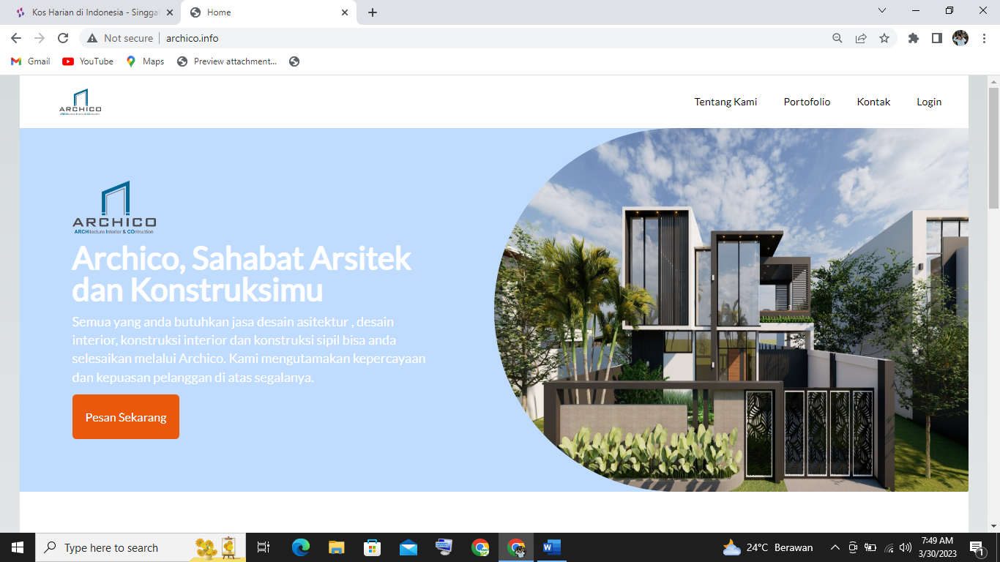 Kos Harian di Indonesia - Singgal
Home
Not secure
archico.info
Gmail
YouTube
Maps
Preview attachment...
ARCHICO
ARCHItecture Interior & COntruction
Tentang Kami
Portofolio
Kontak
Login
ARCHICO
ARCHItecture Interior & COntruction
Archico, Sahabat Arsitek
dan Konstruksimu
Semua yang anda butuhkan jasa desain asitektur , desain
interior, konstruksi interior dan konstruksi sipil bisa anda
selesaikan melalui Archico. Kami mengutamakan kepercayaan
dan kepuasan pelanggan di atas segalanya.
Pesan Sekarang
Type here to search
24°C Berawan
7:49 AM
3/30/2023
1